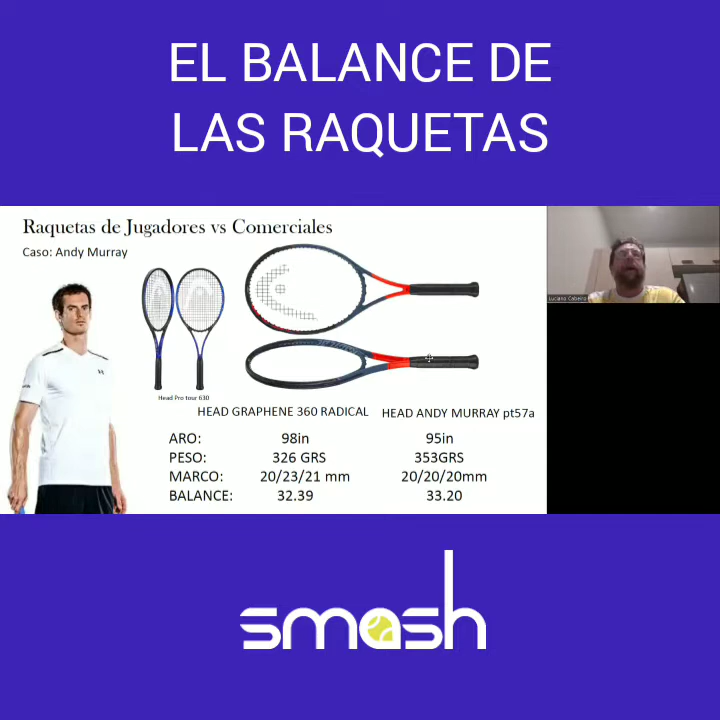 EL BALANCE DE
LAS RAQUETAS
Raquetas de Jugadores vs Comerciales
Caso: Andy Murray
Luciano Cabeiro
Head Pro tour 630
HEAD GRAPHENE 360 RADICAL HEAD ANDY MURRAY pt57a
ARO: 98in 95in
PESO: 326 GRS 353GRS
MARCO: 20/23/21 mm 20/20/20mm
BALANCE: 32.39 33.20
smash